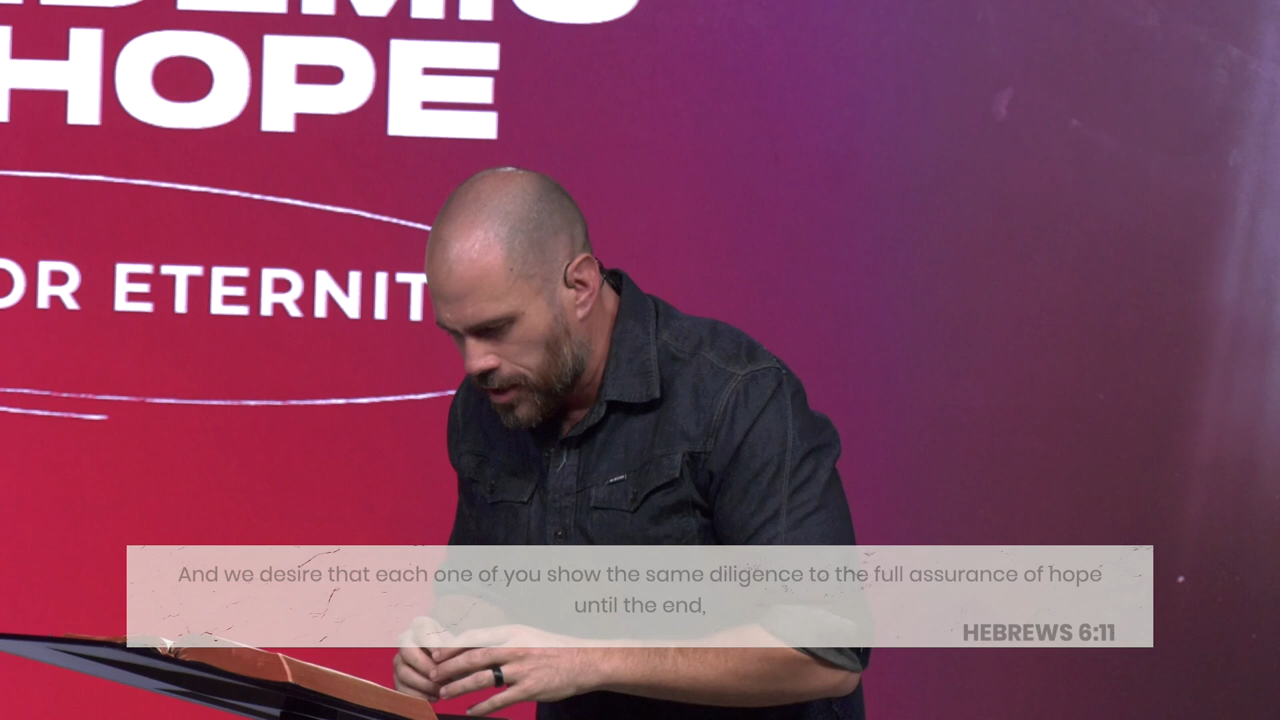 DEMIC
HOPE
OR ETERNIT
And we desire that each one of you show the same diligence to the full assurance of hope
until the end,
HEBREWS 6:11